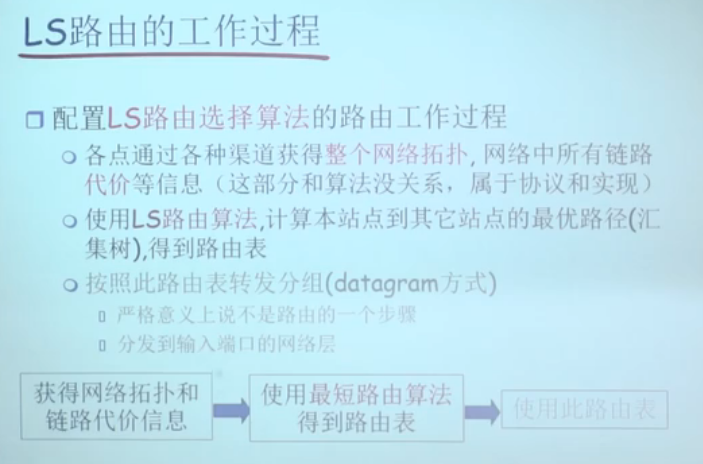 LS路由的工作过程
配置LS路由选择算法的路由工作过程
各点通过各种渠道获得整个网络拓扑, 网络中所有链路
代价等信息（这部分和算法没关系，属于协议和实现）
使用LS路由算法,计算本站点到其它站点的最优路径(汇
集树),得到路由表
按照此路由表转发分组(datagram方式)
严格意义上说不是路由的一个步骤
分发到输入端口的网络层
获得网络拓扑和
链路代价信息
使用最短路由算法
得到路由表
使用此路由表